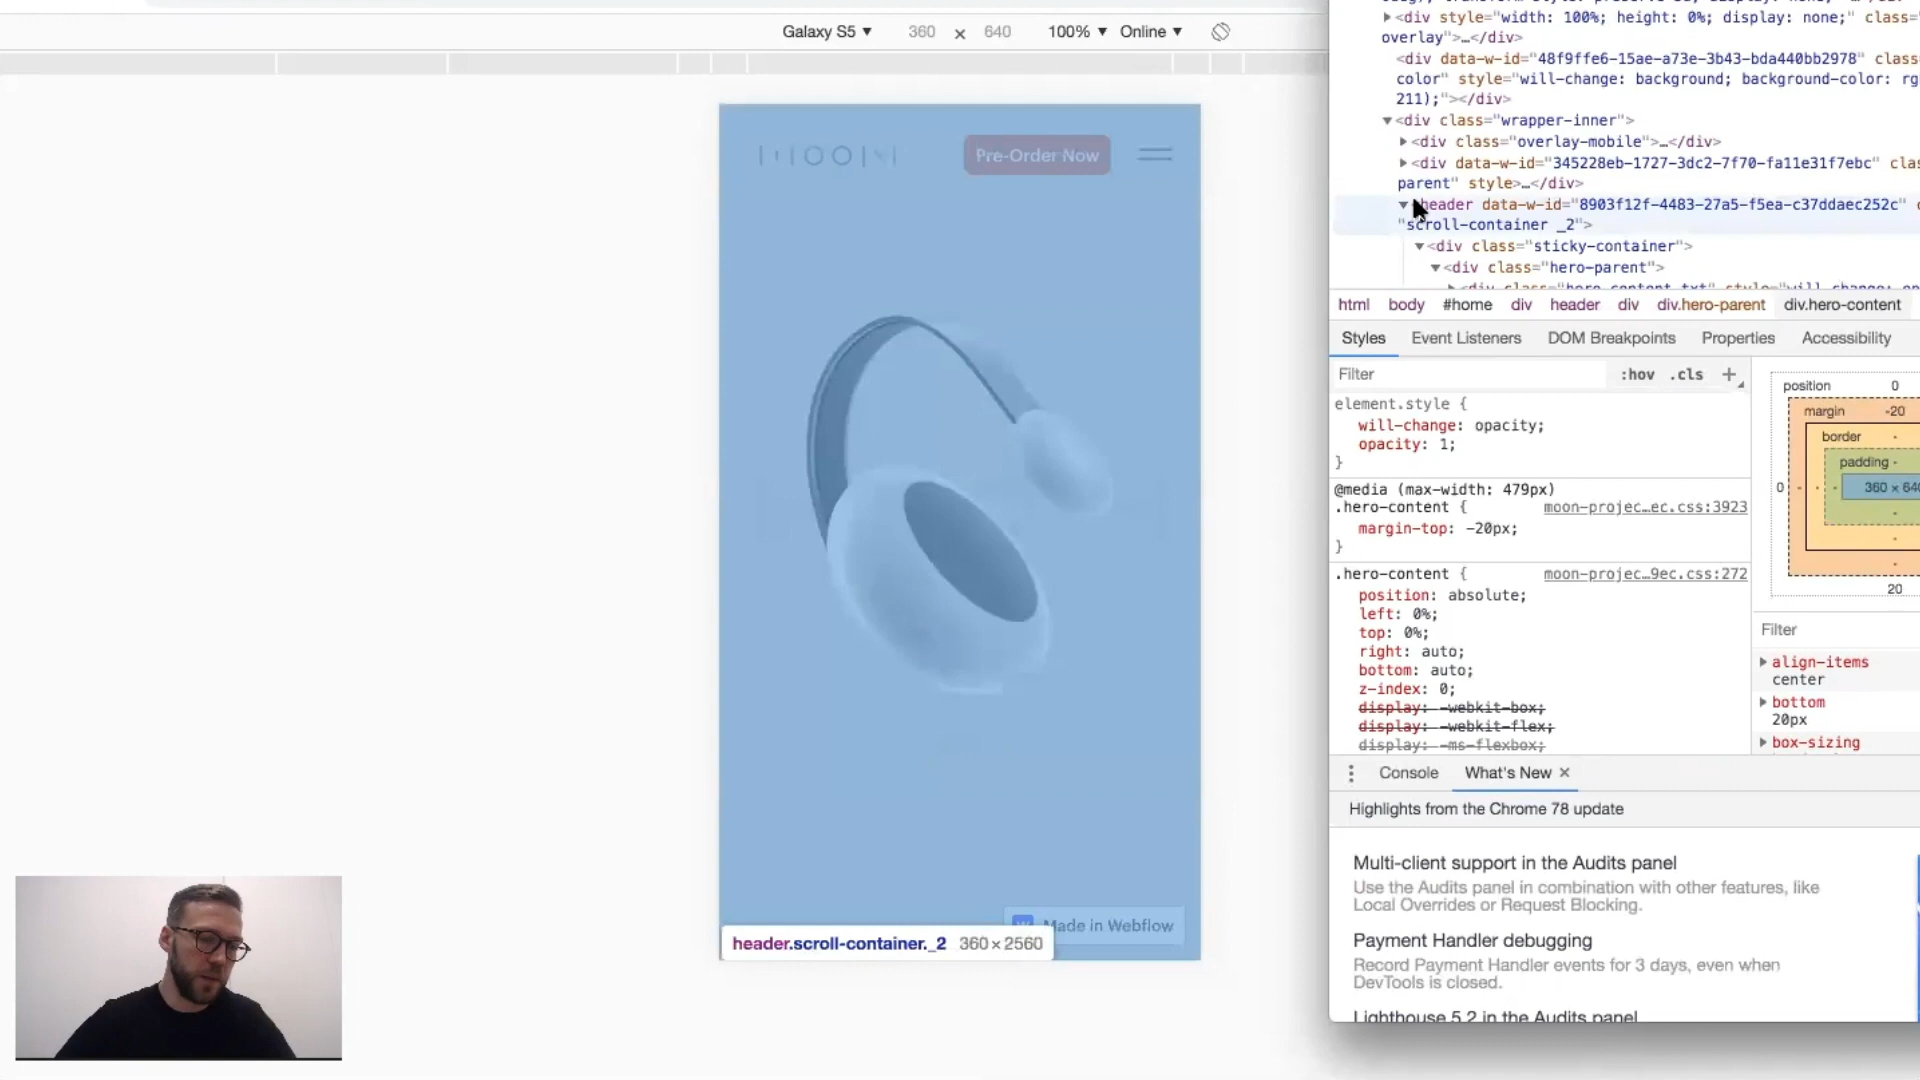 Galaxy S5 ▼ 360 × 640 100% ▼ Online ▼
▶<div style="width: 100%; height: 0%; display: none;" class="
overlay">…</div>
<div data-w-id="48f9ffe6-15ae-a73e-3b43-bda440bb2978" class
color" style="will-change: background; background-color: rg
211);"></div>
▼<div class="wrapper-inner">
▶<div class="overlay-mobile">…</div>
▶<div data-w-id="345228eb-1727-3dc2-7f70-fa11e31f7ebc" clas
parent" style>…</div>
▼ header data-w-id="8903f12f-4483-27a5-f5ea-c37ddaec252c" c
"scroll-container _2">
▼<div class="sticky-container">
▼<div class="hero-parent">
html body #home div header div div.hero-parent div.hero-content
Styles Event Listeners DOM Breakpoints Properties Accessibility
Filter :hov .cls +
element.style {
will-change: opacity;
opacity: 1;
}
@media (max-width: 479px)
.hero-content { moon-projec…ec.css:3923
margin-top: -20px;
}
.hero-content { moon-projec…9ec.css:272
position: absolute;
left: 0%;
top: 0%;
right: auto;
bottom: auto;
z-index: 0;
display: -webkit-box;
display: -webkit-flex;
display: -ms-flexbox;
position 0
margin -20
border -
padding -
0 - - - 360 × 640
-
-
-
20
Filter
▶ align-items
center
▶ bottom
20px
▶ box-sizing
Console What's New ×
Highlights from the Chrome 78 update
Multi-client support in the Audits panel
Use the Audits panel in combination with other features, like
Local Overrides or Request Blocking.
Payment Handler debugging
Record Payment Handler events for 3 days, even when
DevTools is closed.
Lighthouse 5.2 in the Audits panel
Pre-Order Now
Made in Webflow
header.scroll-container._2 360×2560